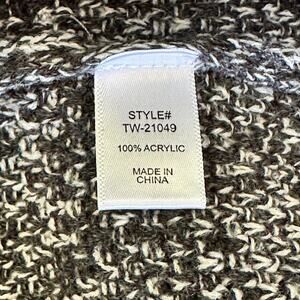 STYLE#
TW-21049
100% ACRYLIC
MADE IN
CHINA